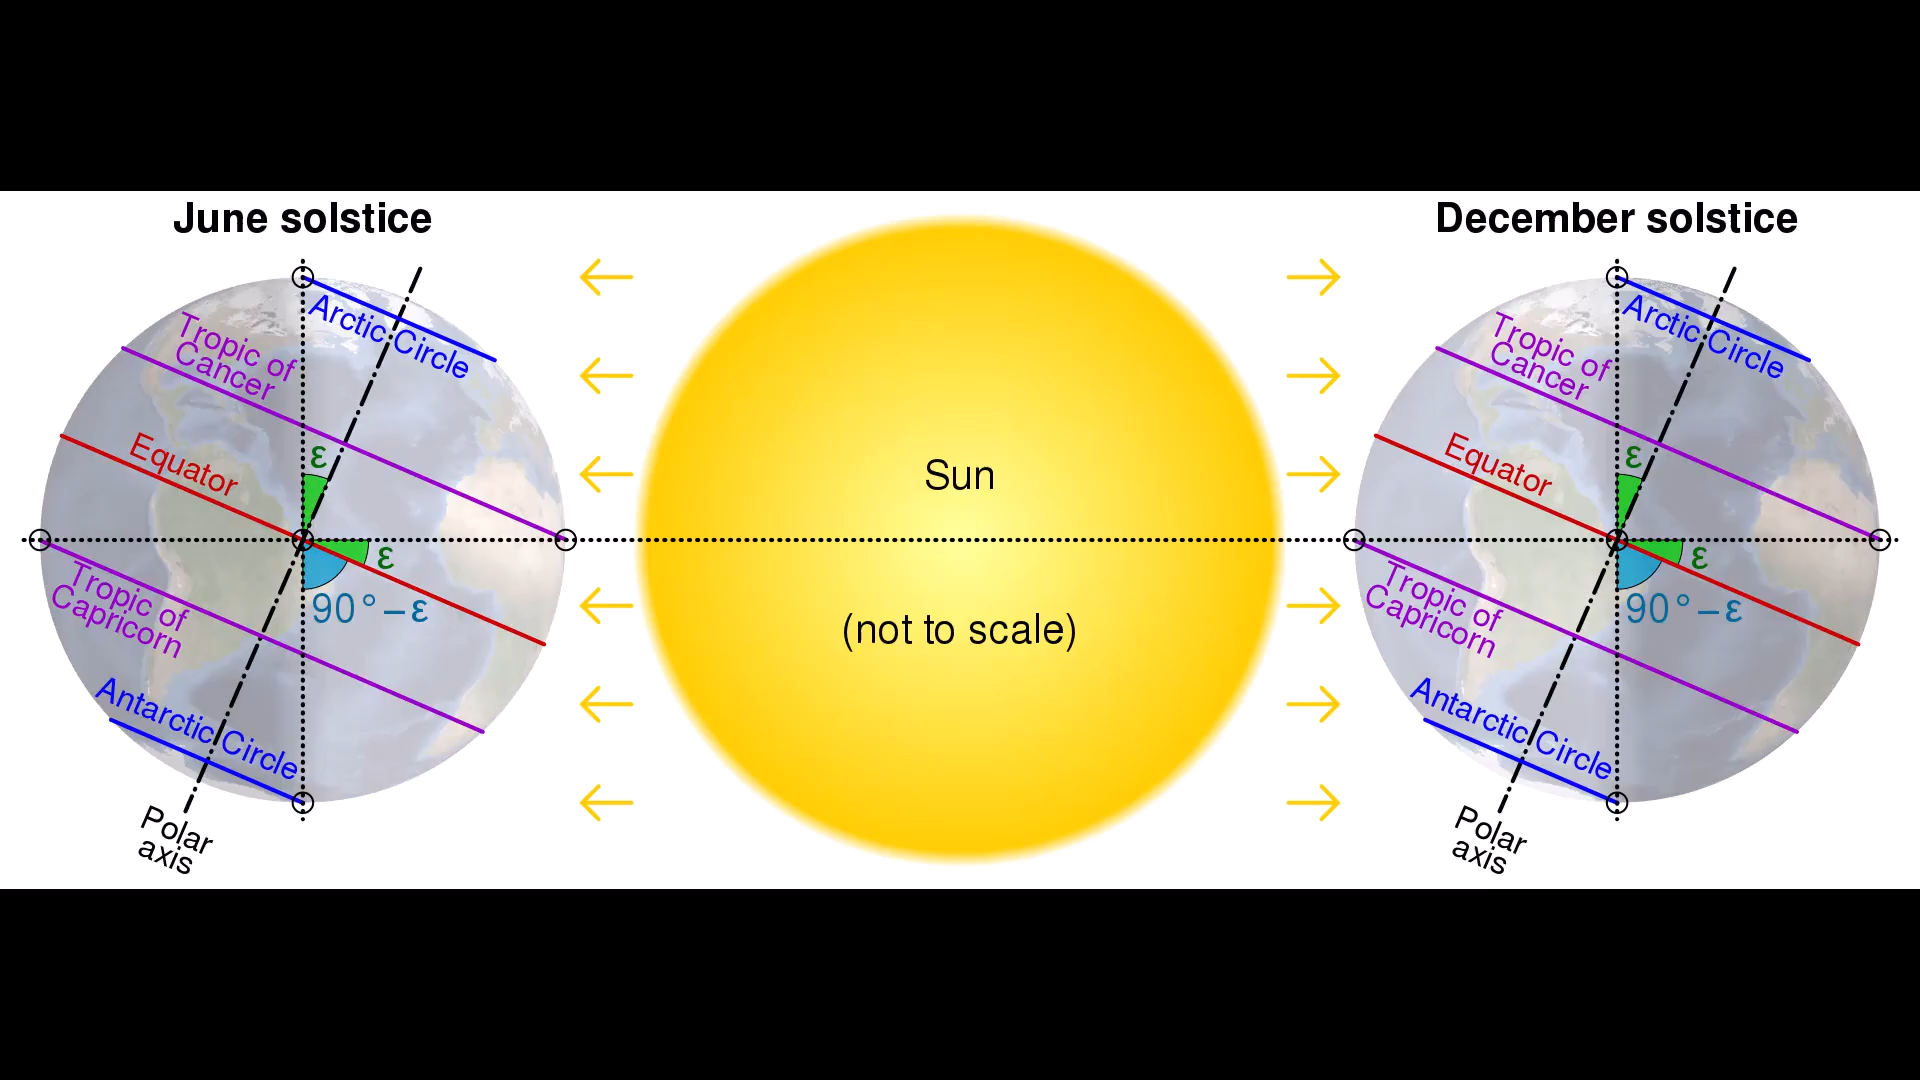 June solstice
Arctic Circle
Tropic of
Cancer
Equator
ε
ε
90°–ε
Tropic of
Capricorn
Antarctic Circle
Polar
axis
Sun
(not to scale)
December solstice
Arctic Circle
Tropic of
Cancer
Equator
ε
ε
90°–ε
Tropic of
Capricorn
Antarctic Circle
Polar
axis